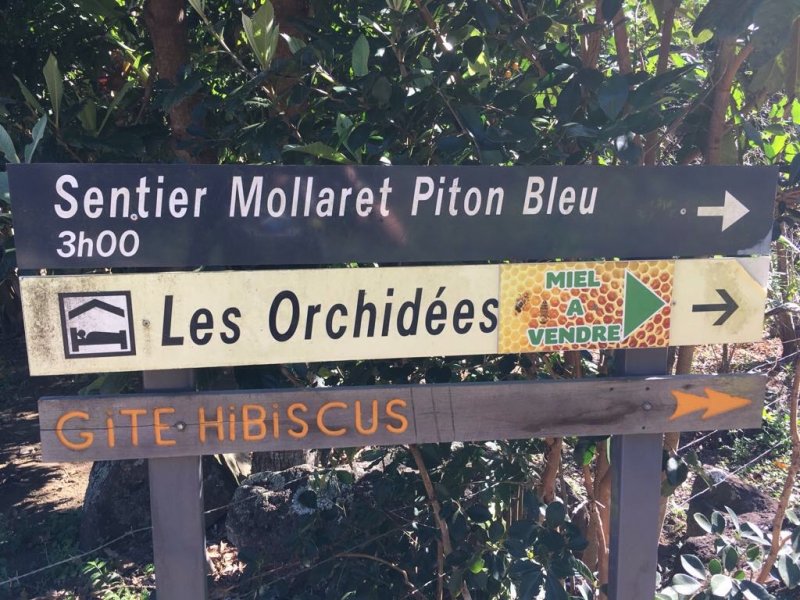 Sentier Mollaret Piton Bleu
3h00
Les Orchidées
MIEL
A
VENDRE
GiTE HiBiSCUS